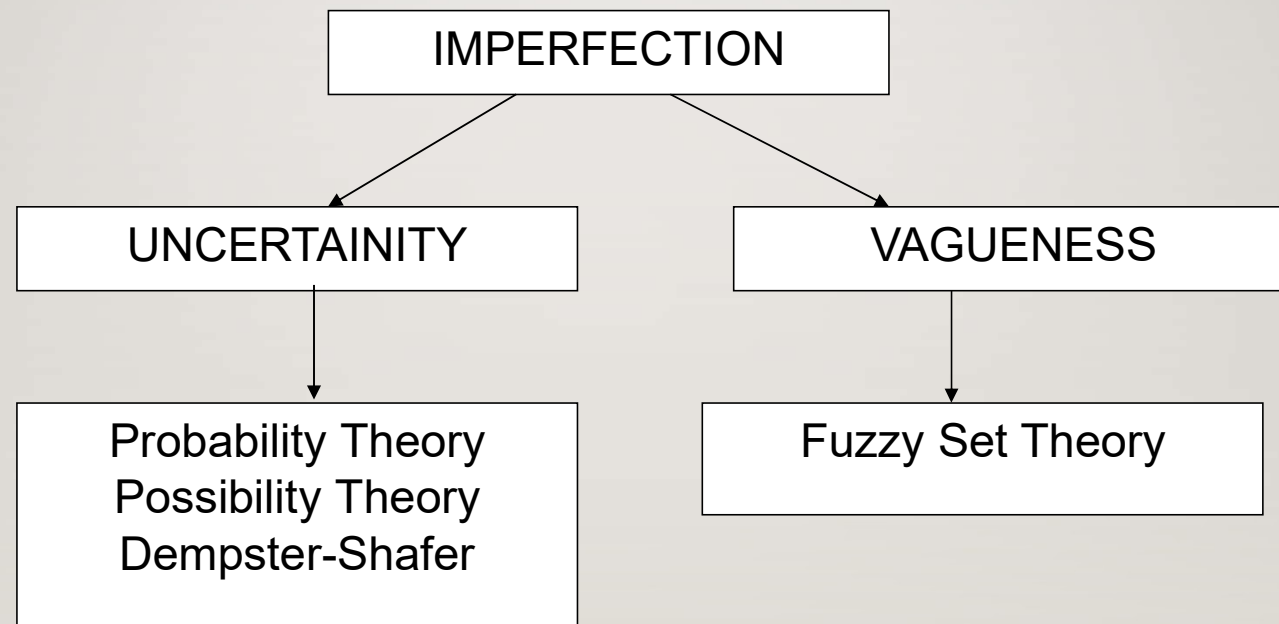 IMPERFECTION
UNCERTAINITY
VAGUENESS
Probability Theory
Possibility Theory
Dempster-Shafer
Fuzzy Set Theory